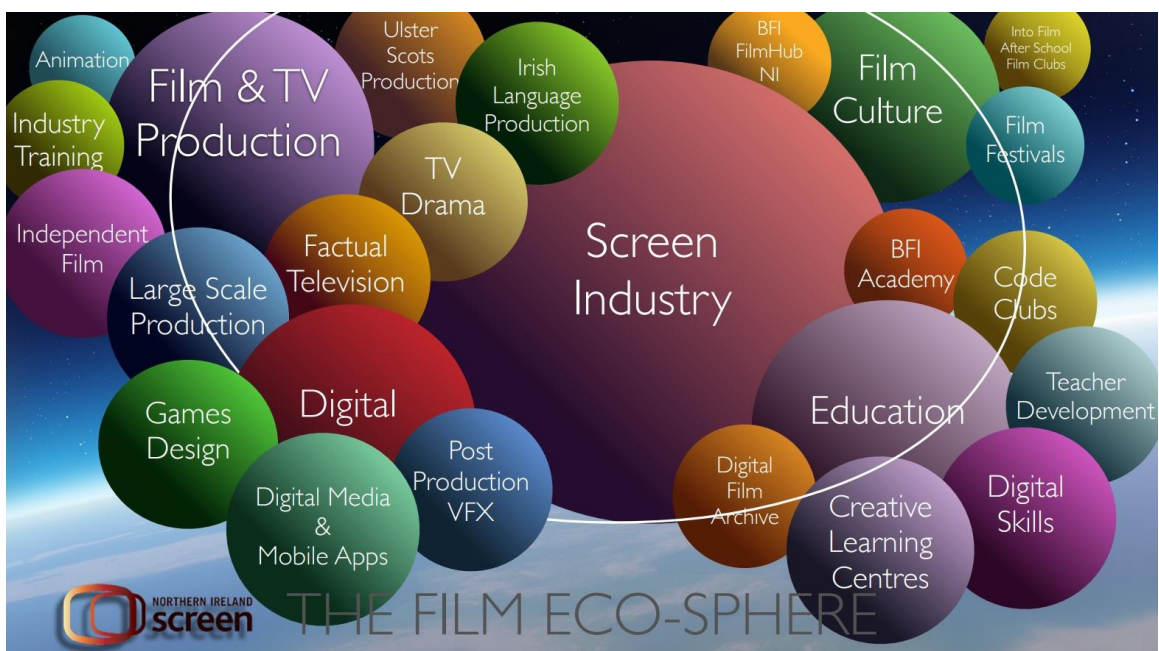 Animation
Film & TV
Production
Ulster
Scots
Production
Irish
Language
Production
BFI
FilmHub
NI
Film
Culture
Into Film
After School
Film Clubs
Industry
Training
TV
Drama
Film
Festivals
Independent
Film
Factual
Television
Large Scale
Production
Screen
Industry
BFI
Academy
Code
Clubs
Games
Design
Digital
Education
Teacher
Development
Digital Media
&
Mobile Apps
Post
Production
VFX
Digital
Film
Archive
Creative
Learning
Centres
Digital
Skills
NORTHERN IRELAND
screen
THE FILM ECO-SPHERE